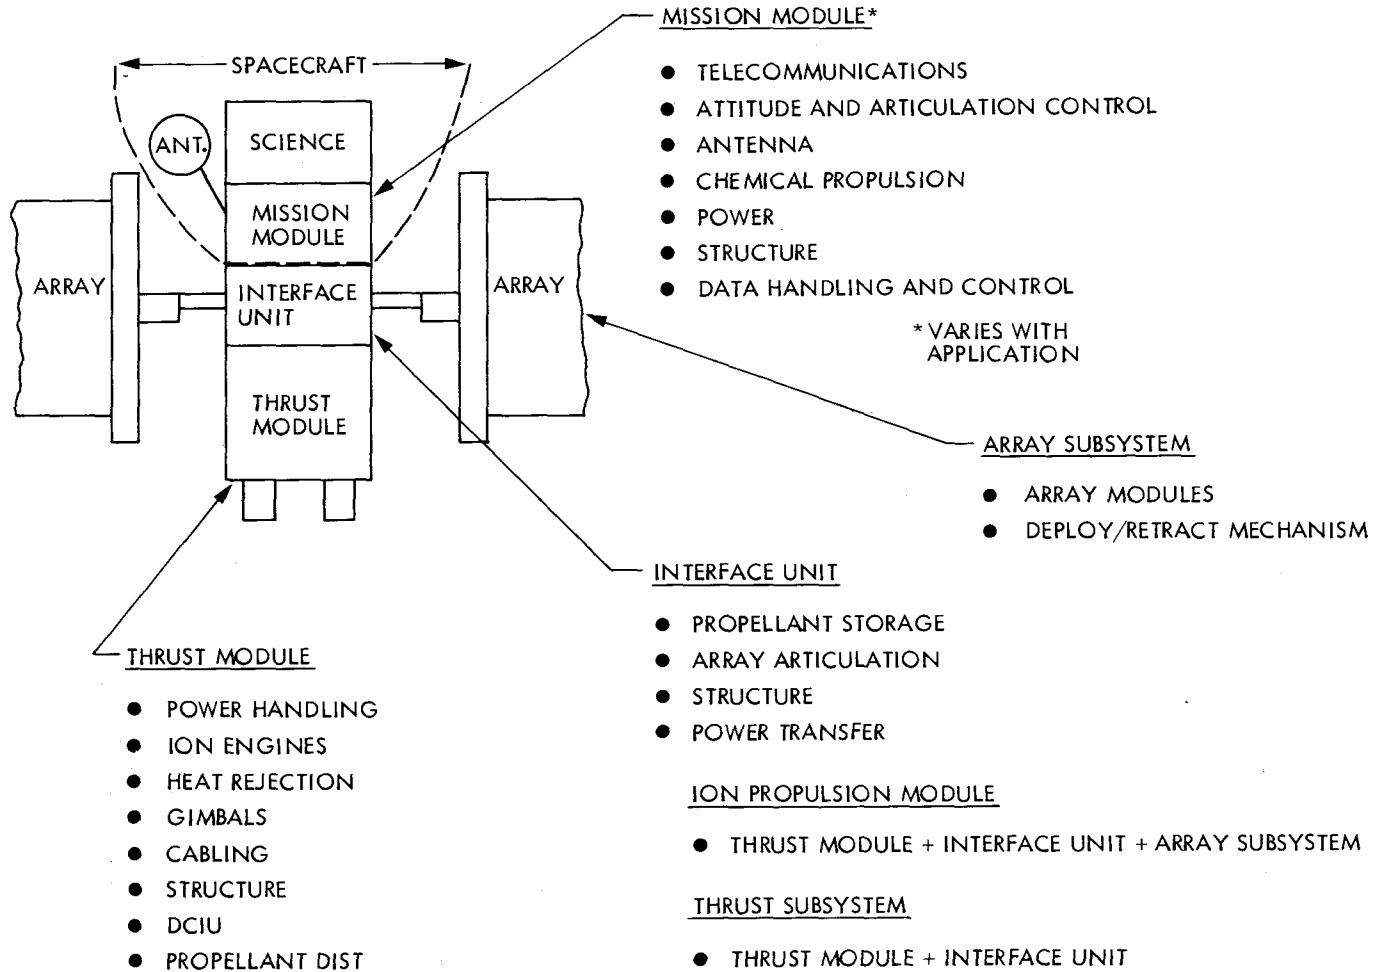 MISSION MODULE*
● TELECOMMUNICATIONS
● ATTITUDE AND ARTICULATION CONTROL
● ANTENNA
● CHEMICAL PROPULSION
● POWER
● STRUCTURE
● DATA HANDLING AND CONTROL
* VARIES WITH
APPLICATION
SPACECRAFT
ANT.
SCIENCE
MISSION
MODULE
ARRAY
INTERFACE
UNIT
ARRAY
THRUST
MODULE
ARRAY SUBSYSTEM
● ARRAY MODULES
● DEPLOY/RETRACT MECHANISM
INTERFACE UNIT
● PROPELLANT STORAGE
● ARRAY ARTICULATION
● STRUCTURE
● POWER TRANSFER
THRUST MODULE
● POWER HANDLING
● ION ENGINES
● HEAT REJECTION
● GIMBALS
● CABLING
● STRUCTURE
● DCIU
● PROPELLANT DIST
ION PROPULSION MODULE
● THRUST MODULE + INTERFACE UNIT + ARRAY SUBSYSTEM
THRUST SUBSYSTEM
● THRUST MODULE + INTERFACE UNIT